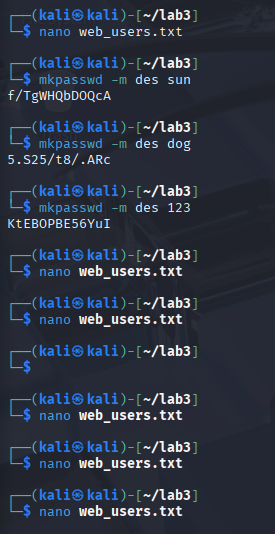 ┌──(kali㉿kali)-[~/lab3]
└─$ nano web_users.txt
┌──(kali㉿kali)-[~/lab3]
└─$ mkpasswd -m des sun
f/TgWHQbDOQcA
┌──(kali㉿kali)-[~/lab3]
└─$ mkpasswd -m des dog
5.S25/t8/.ARc
┌──(kali㉿kali)-[~/lab3]
└─$ mkpasswd -m des 123
KtEBOPBE56YuI
┌──(kali㉿kali)-[~/lab3]
└─$ nano web_users.txt
┌──(kali㉿kali)-[~/lab3]
└─$ nano web_users.txt
┌──(kali㉿kali)-[~/lab3]
└─$
┌──(kali㉿kali)-[~/lab3]
└─$ nano web_users.txt
┌──(kali㉿kali)-[~/lab3]
└─$ nano web_users.txt
┌──(kali㉿kali)-[~/lab3]
└─$ nano web_users.txt